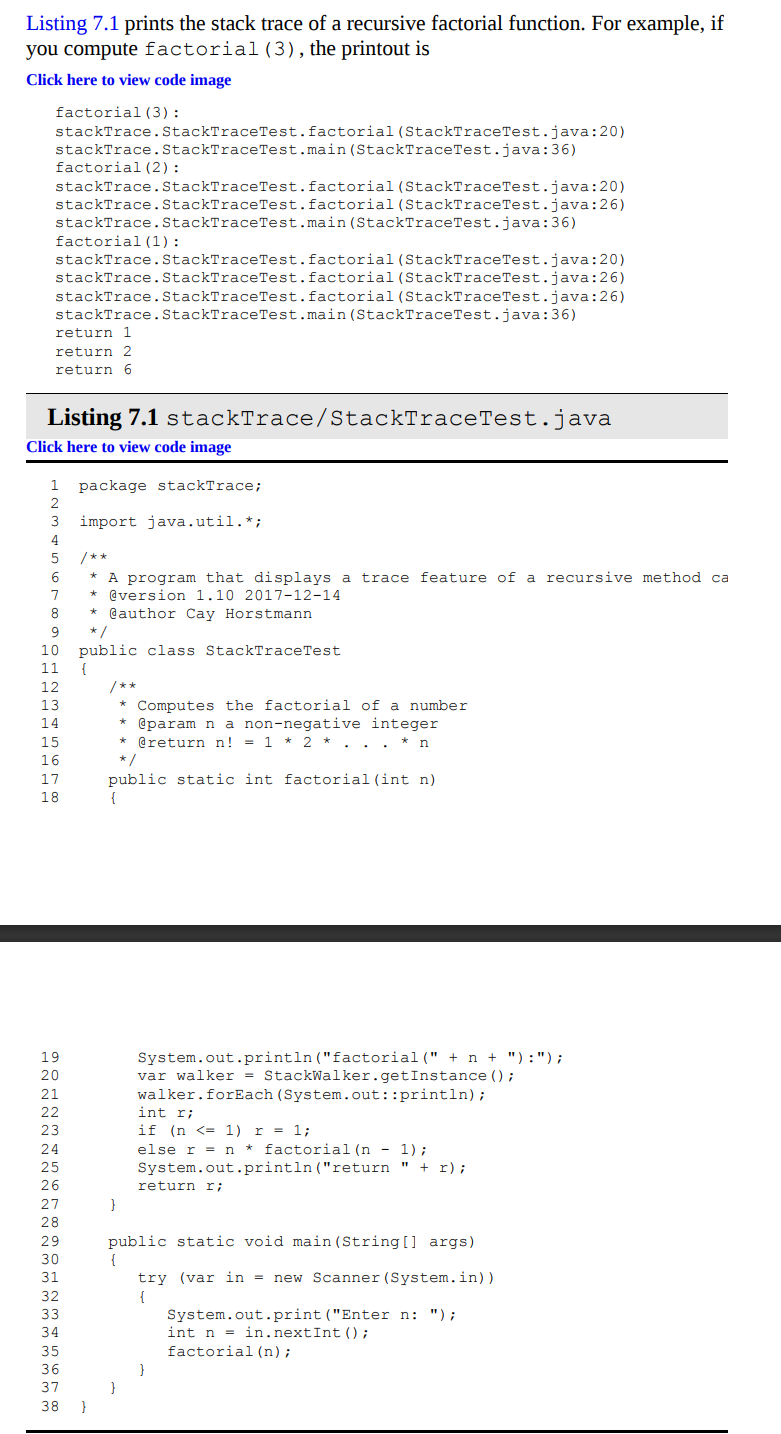 Listing 7.1 prints the stack trace of a recursive factorial function. For example, if
you compute factorial(3), the printout is
Click here to view code image
factorial(3):
stackTrace.StackTraceTest.factorial(StackTraceTest.java:20)
stackTrace.StackTraceTest.main(StackTraceTest.java:36)
factorial(2):
stackTrace.StackTraceTest.factorial(StackTraceTest.java:20)
stackTrace.StackTraceTest.factorial(StackTraceTest.java:26)
stackTrace.StackTraceTest.main(StackTraceTest.java:36)
factorial(1):
stackTrace.StackTraceTest.factorial(StackTraceTest.java:20)
stackTrace.StackTraceTest.factorial(StackTraceTest.java:26)
stackTrace.StackTraceTest.factorial(StackTraceTest.java:26)
stackTrace.StackTraceTest.main(StackTraceTest.java:36)
return 1
return 2
return 6
Listing 7.1 stackTrace/StackTraceTest.java
Click here to view code image
1 package stackTrace;
2
3 import java.util.*;
4
5 /**
6 * A program that displays a trace feature of a recursive method ca
7 * @version 1.10 2017-12-14
8 * @author Cay Horstmann
9 */
10 public class StackTraceTest
11 {
12 /**
13 * Computes the factorial of a number
14 * @param n a non-negative integer
15 * @return n! = 1 * 2 * . . . * n
16 */
17 public static int factorial(int n)
18 {
19 System.out.println("factorial(" + n + "):");
20 var walker = StackWalker.getInstance();
21 walker.forEach(System.out::println);
22 int r;
23 if (n <= 1) r = 1;
24 else r = n * factorial(n - 1);
25 System.out.println("return " + r);
26 return r;
27 }
28
29 public static void main(String[] args)
30 {
31 try (var in = new Scanner(System.in))
32 {
33 System.out.print("Enter n: ");
34 int n = in.nextInt();
35 factorial(n);
36 }
37 }
38 }